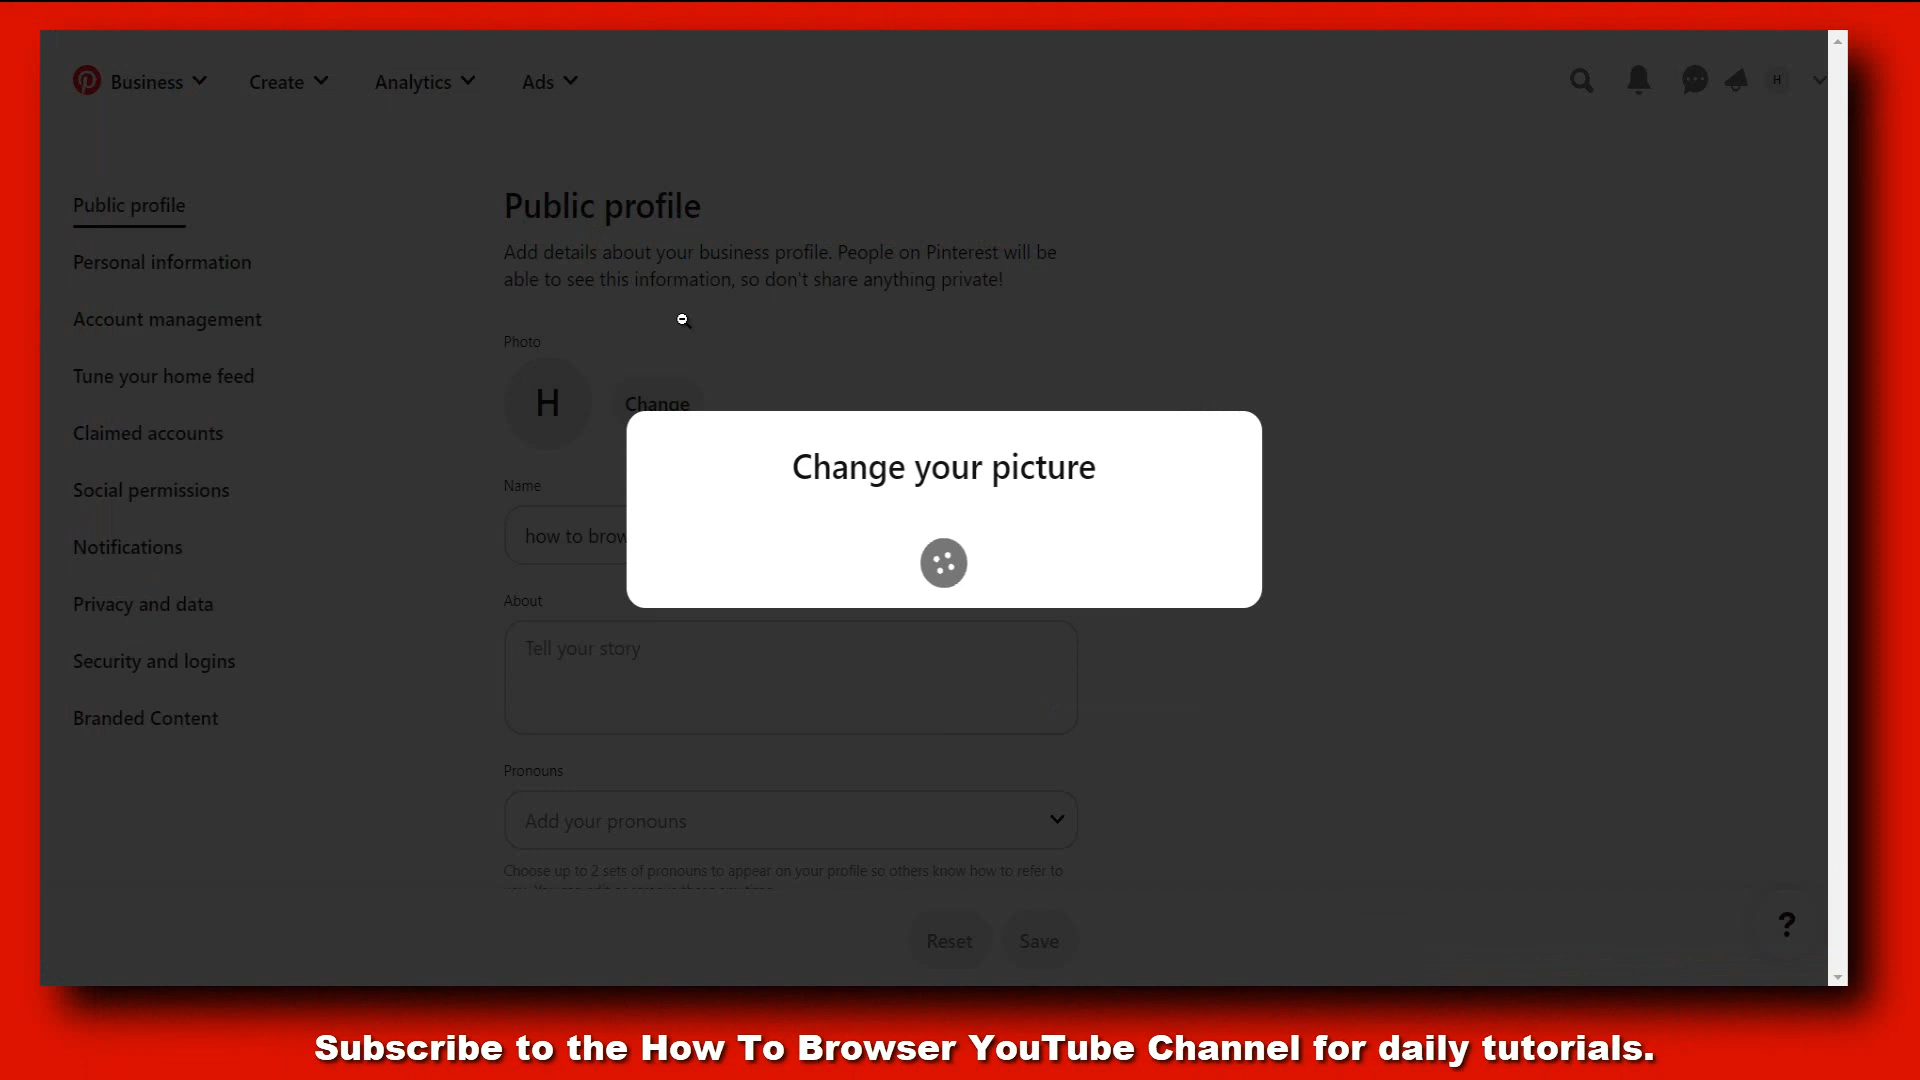 Business
Create
Analytics
Ads
H
Public profile
Personal information
Account management
Tune your home feed
Claimed accounts
Social permissions
Notifications
Privacy and data
Security and logins
Branded Content
Public profile
Add details about your business profile. People on Pinterest will be
able to see this information, so don't share anything private!
Photo
H
Change
Name
how to brow
Change your picture
About
Tell your story
Pronouns
Add your pronouns
Choose up to 2 sets of pronouns to appear on your profile so others know how to refer to
Reset
Save
?
Subscribe to the How To Browser YouTube Channel for daily tutorials.